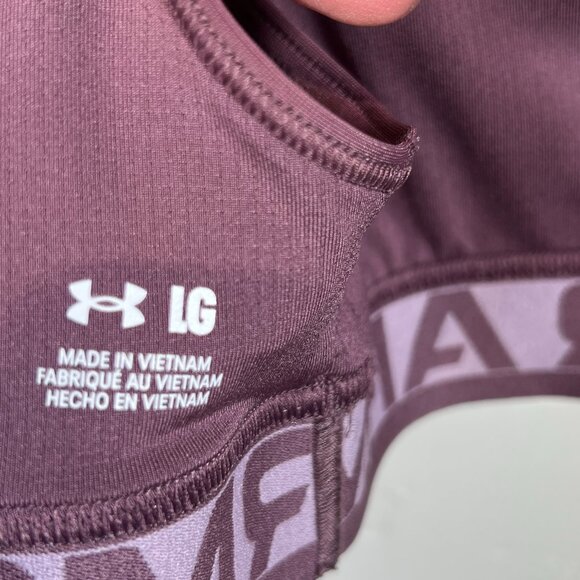 LG
MADE IN VIETNAM
FABRIQUÉ AU VIETNAM
HECHO EN VIETNAM